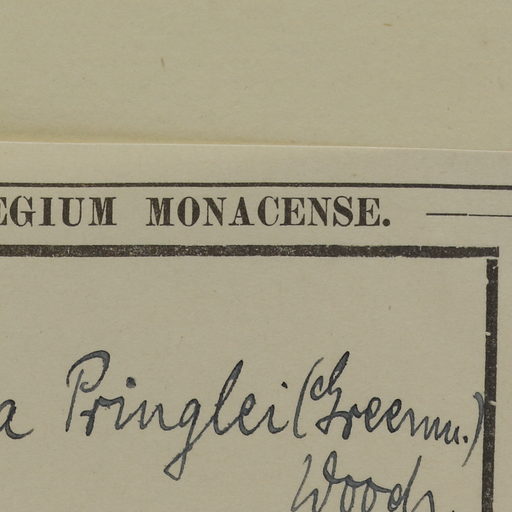 EGIUM MONACENSE.
a Pringlei (Greenm.)
Woods.